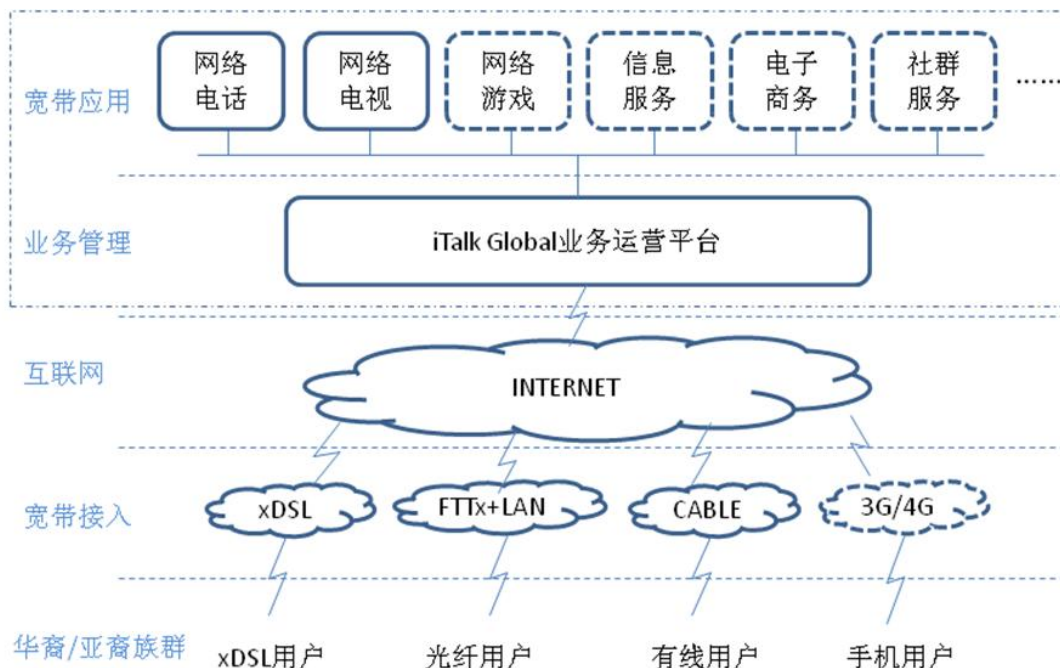 网络 网络 网络 信息 电子 社群
宽带应用 电话 电视 游戏 服务 商务 服务 ……
业务管理 iTalk Global业务运营平台
互联网 INTERNET
宽带接入 xDSL FTTx+LAN CABLE 3G/4G
华裔/亚裔族群 xDSL用户 光纤用户 有线用户 手机用户